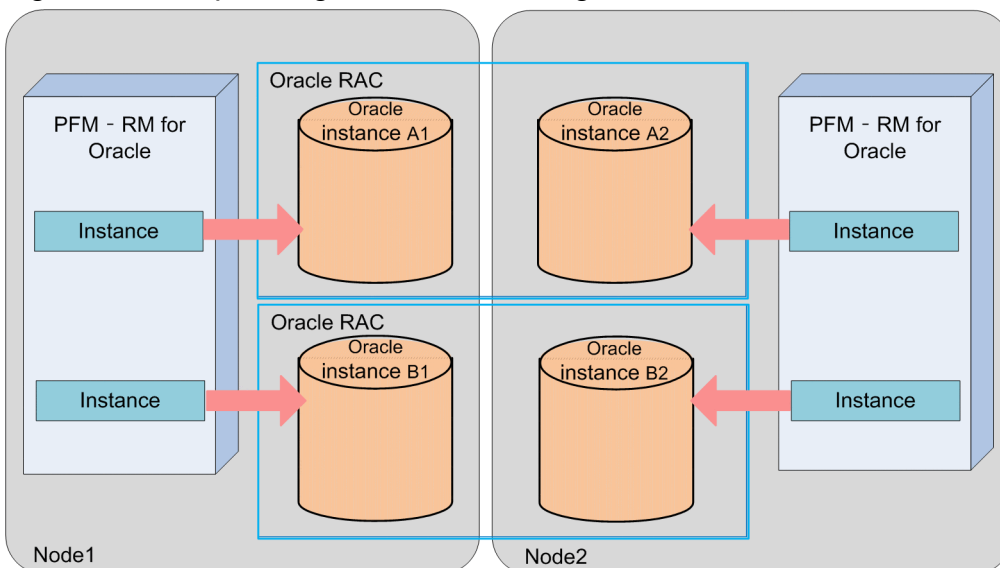 Oracle RAC
PFM - RM for
Oracle
Oracle
instance A1
Oracle
instance A2
PFM - RM for
Oracle
Instance
Instance
Oracle RAC
Oracle
instance B1
Oracle
instance B2
Instance
Instance
Node1
Node2